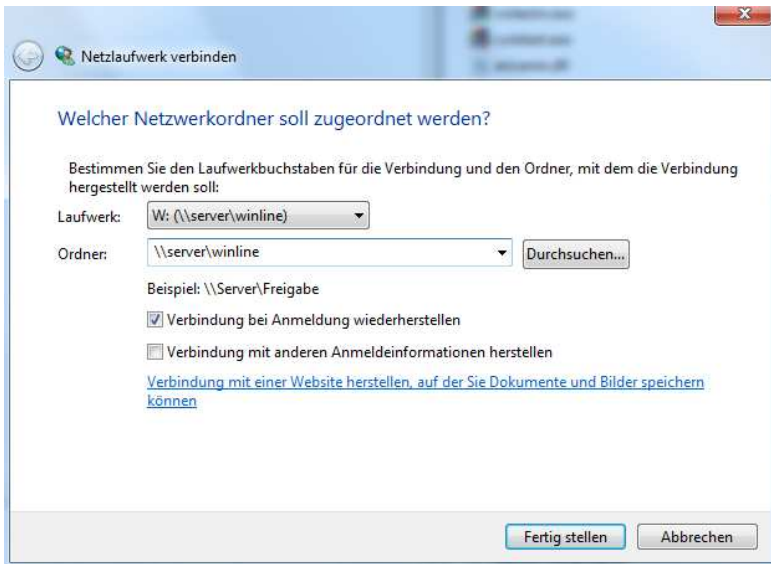 Netzlaufwerk verbinden
Welcher Netzwerkordner soll zugeordnet werden?
Bestimmen Sie den Laufwerkbuchstaben für die Verbindung und den Ordner, mit dem die Verbindung
hergestellt werden soll:
Laufwerk: W: (\\server\winline)
Ordner: \\server\winline Durchsuchen...
Beispiel: \\Server\Freigabe
Verbindung bei Anmeldung wiederherstellen
Verbindung mit anderen Anmeldeinformationen herstellen
Verbindung mit einer Website herstellen, auf der Sie Dokumente und Bilder speichern
können
Fertig stellen Abbrechen